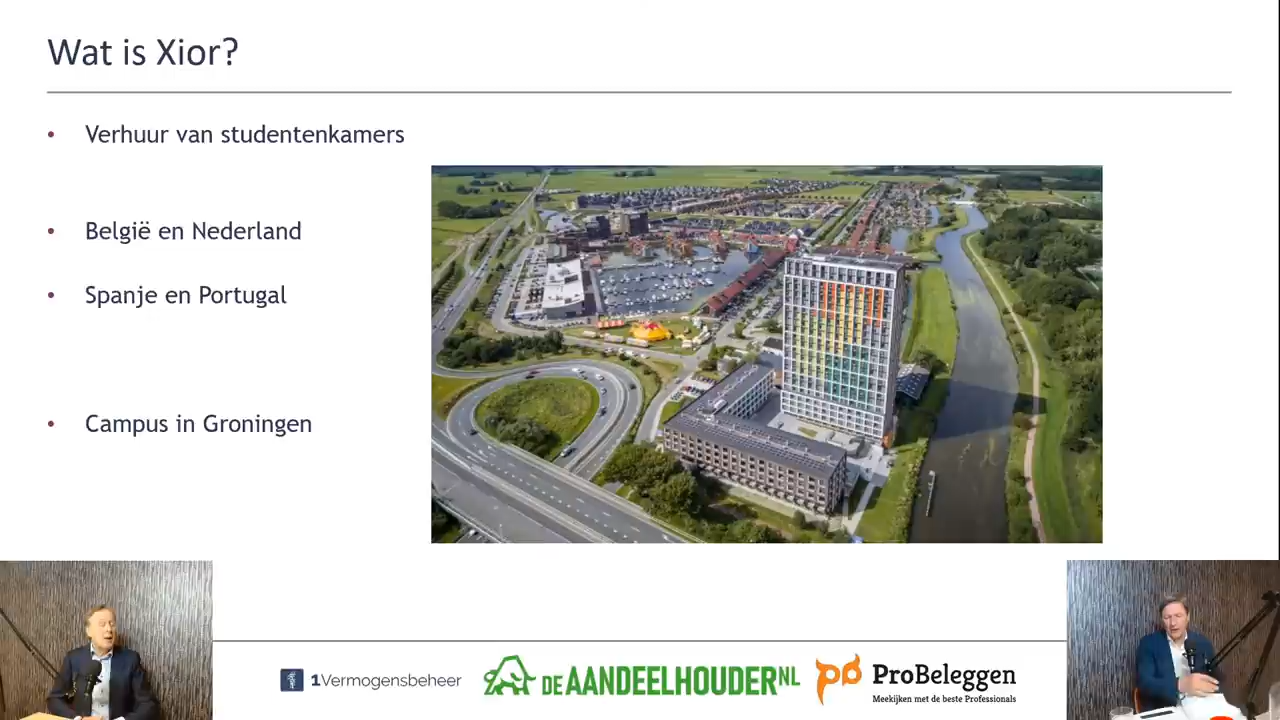 Wat is Xior?
• Verhuur van studentenkamers
• België en Nederland
• Spanje en Portugal
• Campus in Groningen
1Vermogensbeheer
DE AANDEELHOUDER NL
ProBeleggen
Meekijken met de beste Professionals